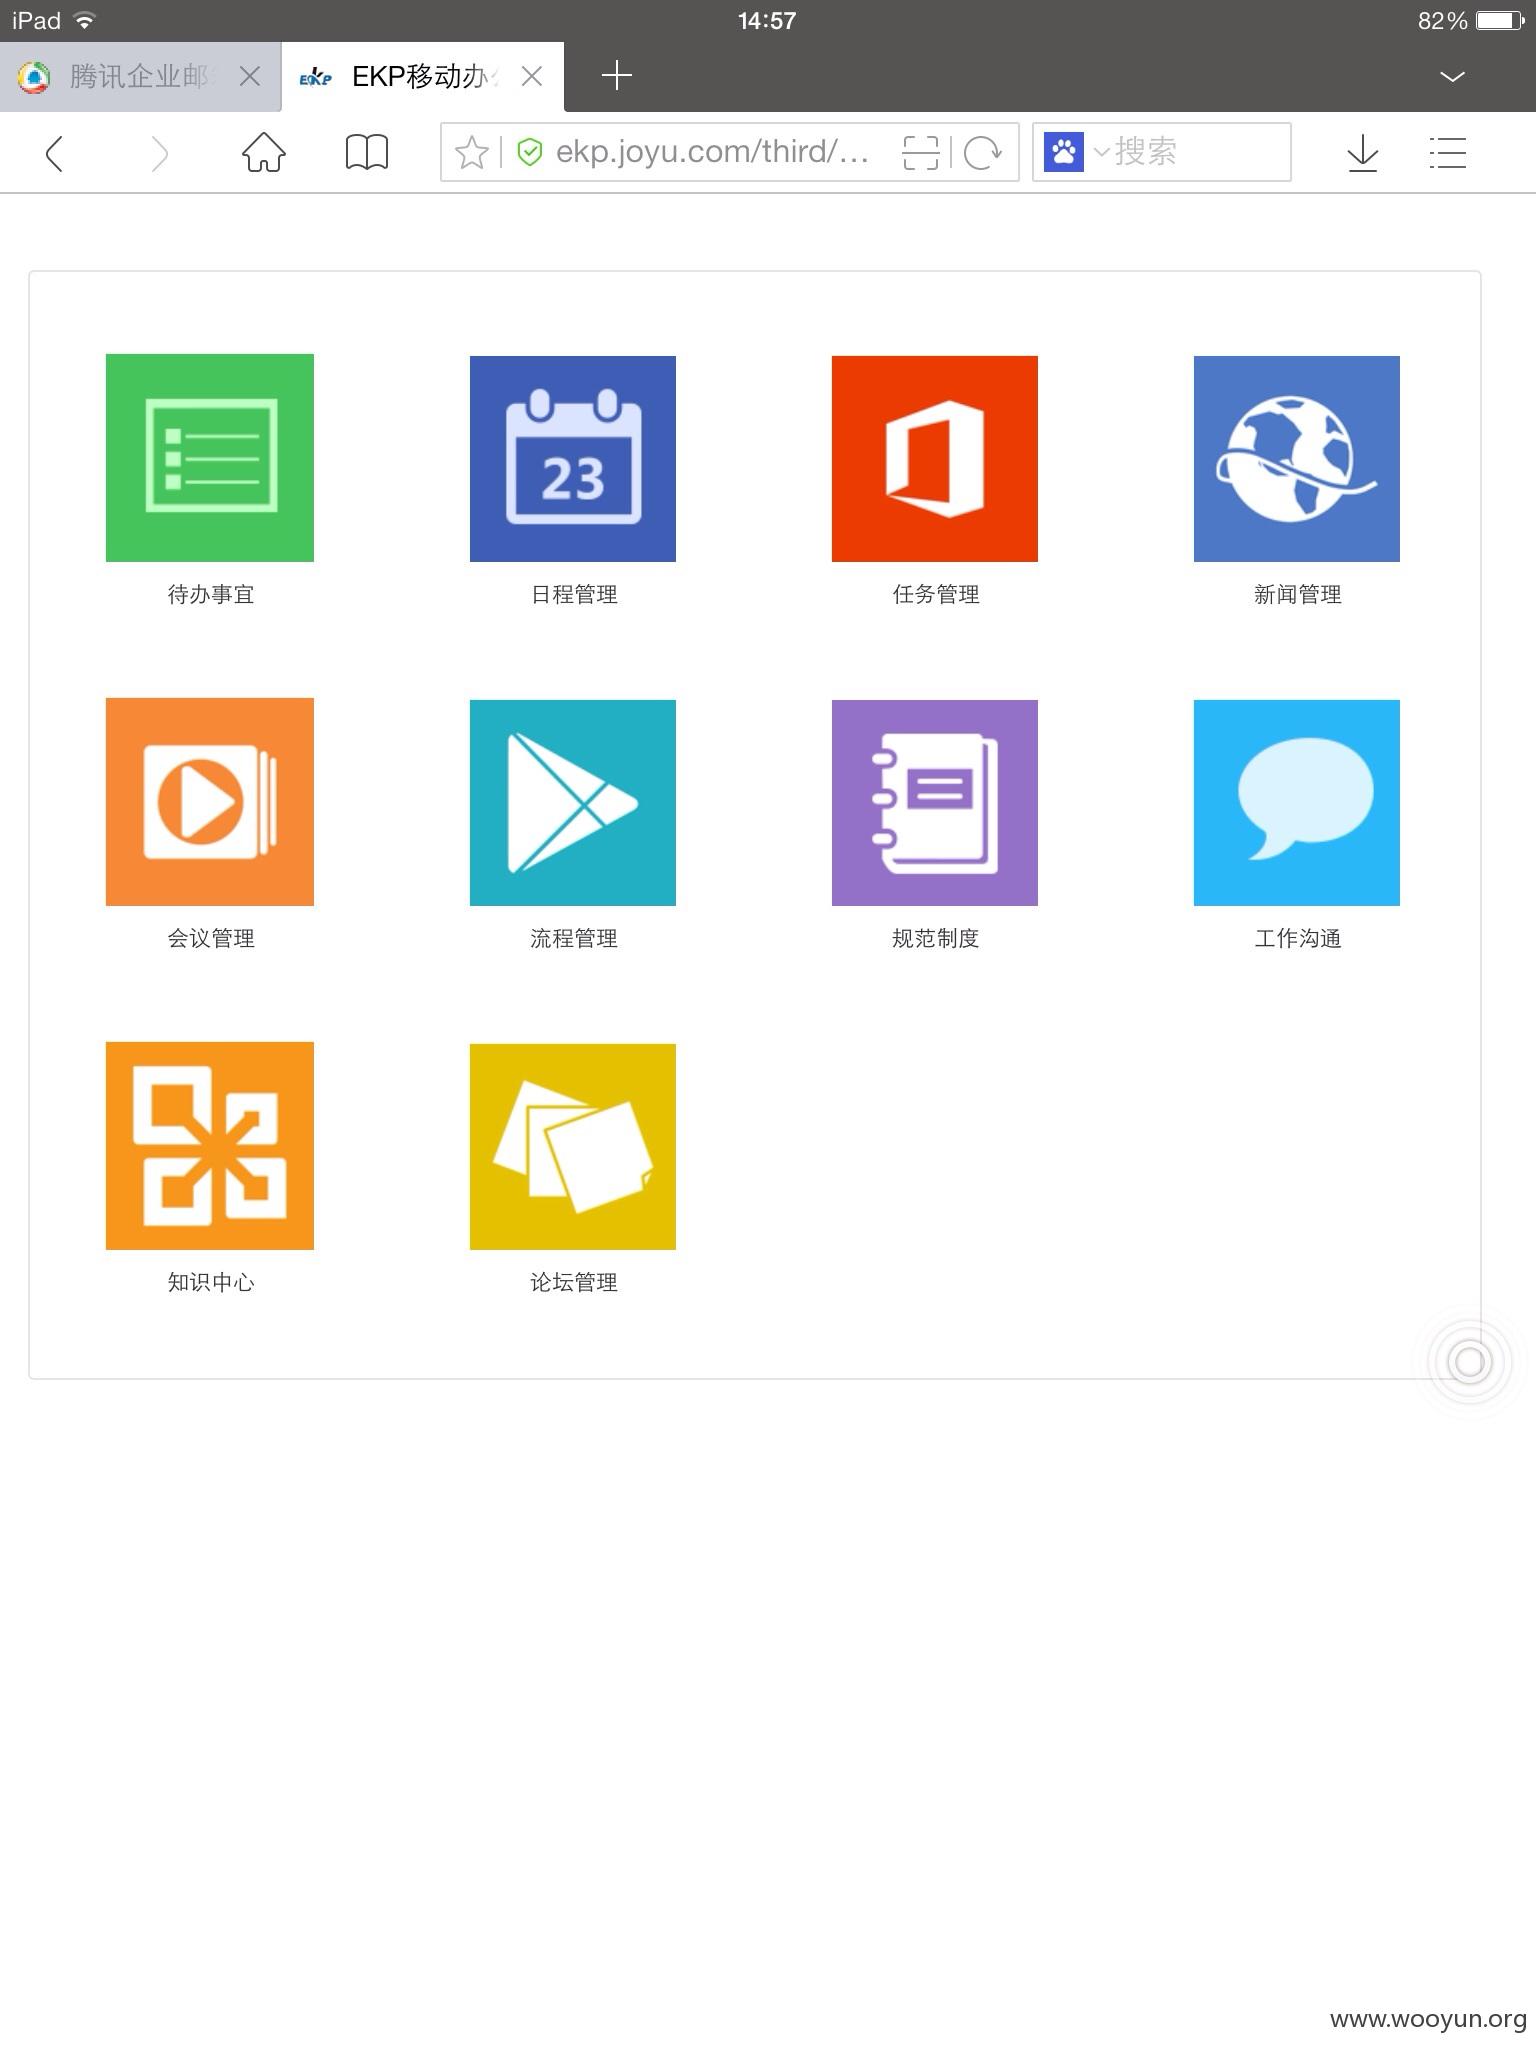 iPad
14:57
82%
腾讯企业邮
EKP
EKP移动办
ekp.joyu.com/third/...
搜索
23
待办事宜
日程管理
任务管理
新闻管理
会议管理
流程管理
规范制度
工作沟通
知识中心
论坛管理
www.wooyun.org